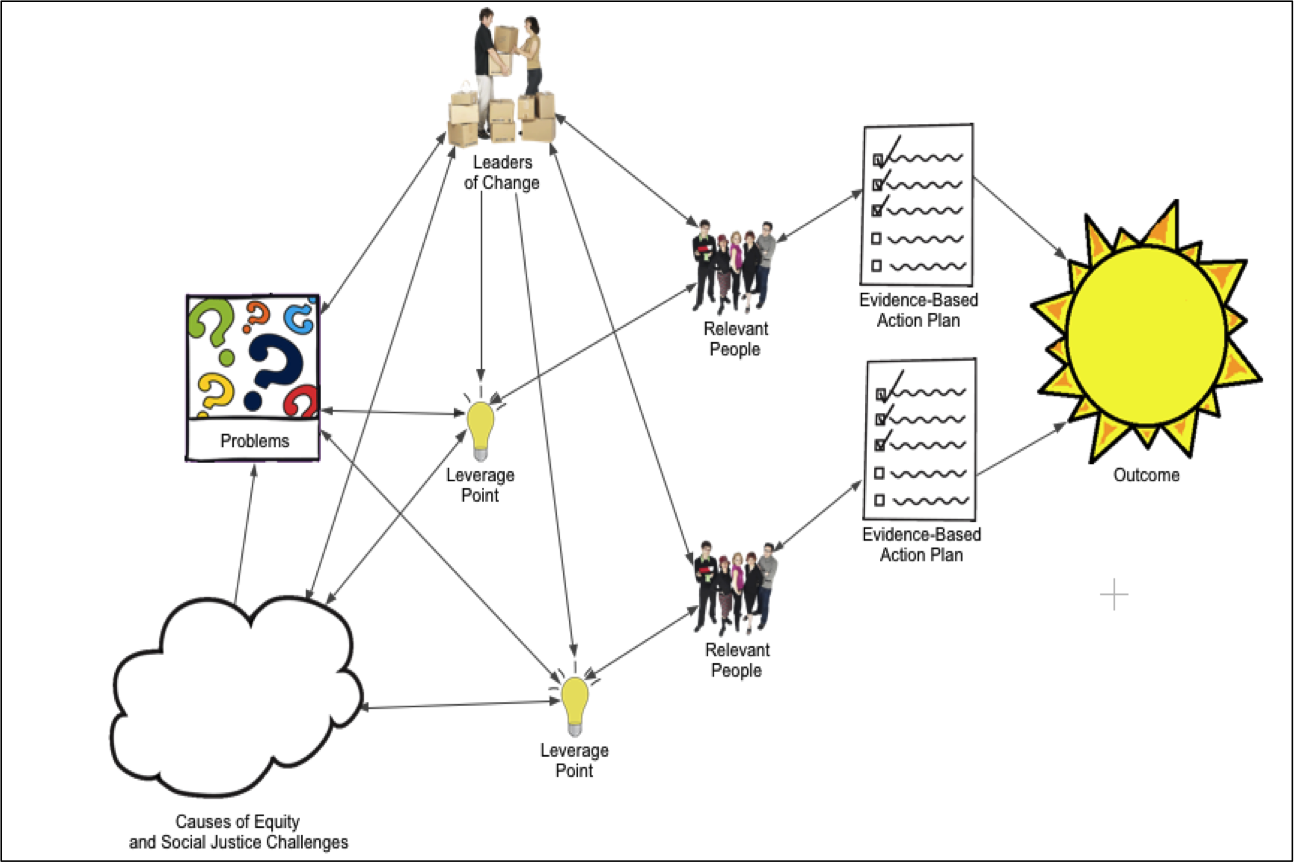 Leaders
of Change
Relevant
People
Evidence-Based
Action Plan
Problems
Leverage
Point
Outcome
Evidence-Based
Action Plan
Relevant
People
Leverage
Point
Causes of Equity
and Social Justice Challenges